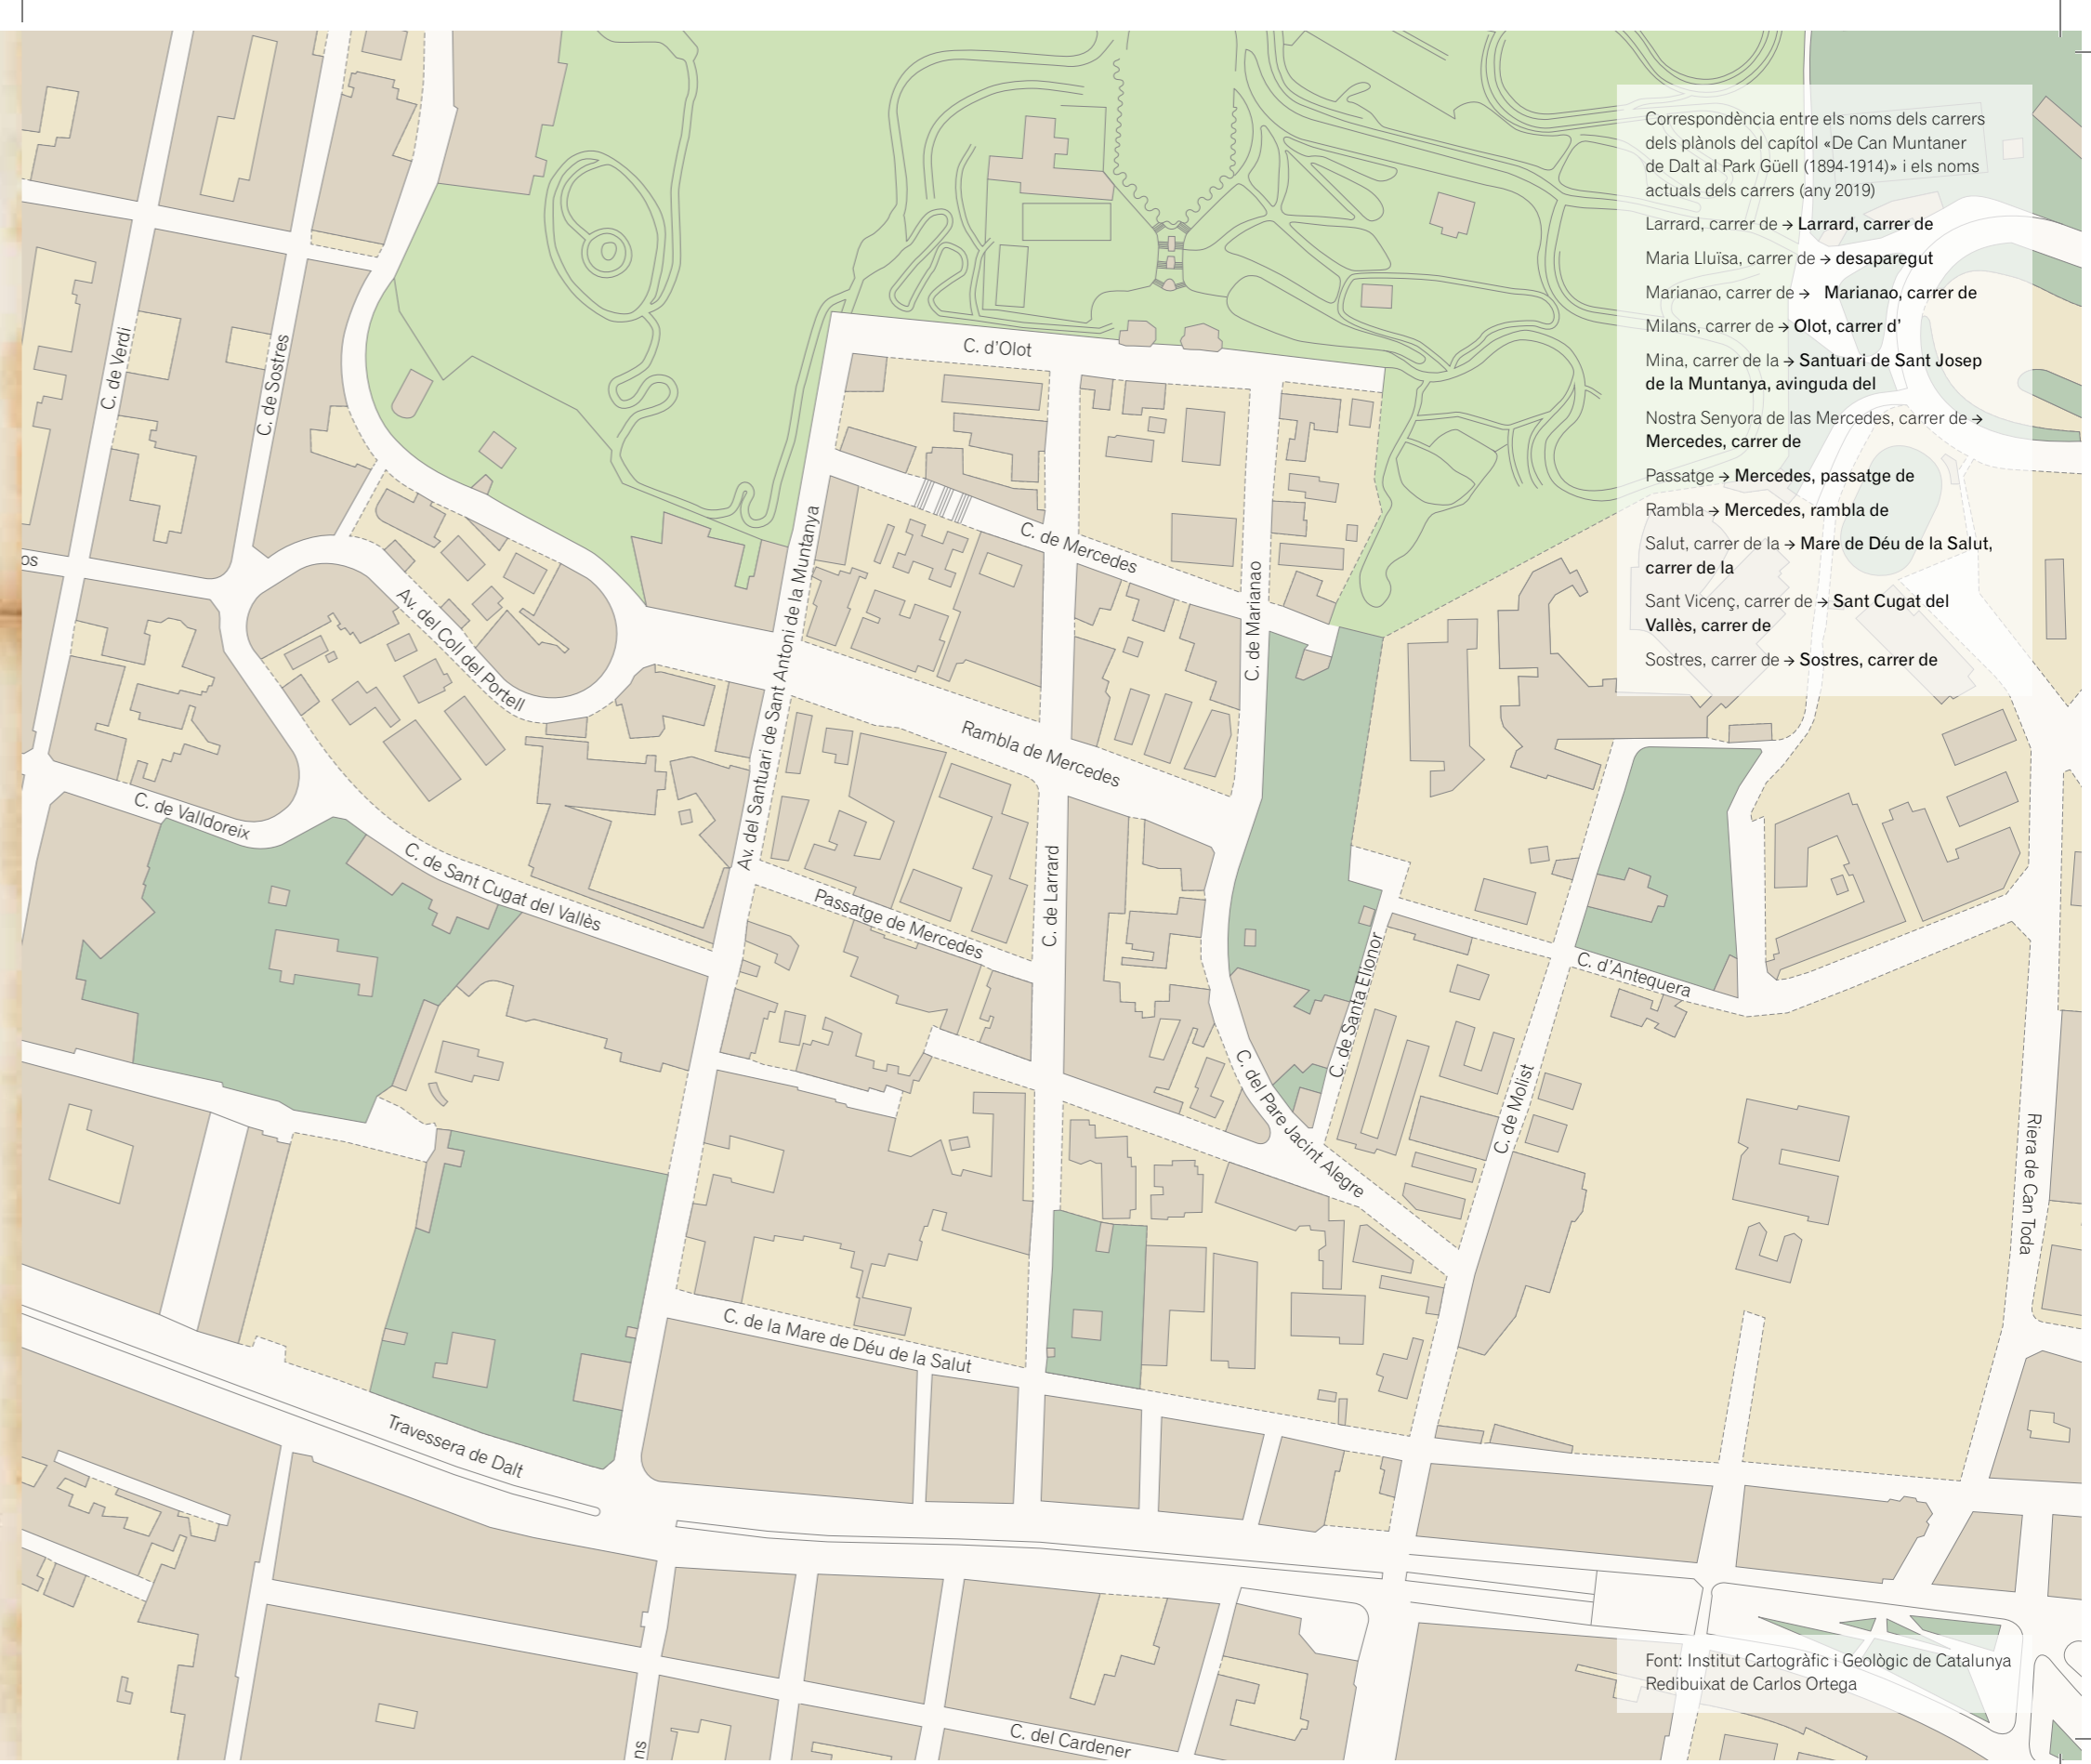 Correspondència entre els noms dels carrers
dels plànols del capítol «De Can Muntaner
de Dalt al Park Güell (1894-1914)» i els noms
actuals dels carrers (any 2019)
Larrard, carrer de → Larrard, carrer de
Maria Lluïsa, carrer de → desaparegut
Marianao, carrer de → Marianao, carrer de
Milans, carrer de → Olot, carrer d'
Mina, carrer de la → Santuari de Sant Josep
de la Muntanya, avinguda del
Nostra Senyora de las Mercedes, carrer de →
Mercedes, carrer de
Passatge → Mercedes, passatge de
Rambla → Mercedes, rambla de
Salut, carrer de la → Mare de Déu de la Salut,
carrer de la
Sant Vicenç, carrer de → Sant Cugat del
Vallès, carrer de
Sostres, carrer de → Sostres, carrer de
C. de Verdi
C. de Sostres
C. d'Olot
C. de Mercedes
C. de Marianao
os
Av. del Coll del Portell
Av. del Santuari de Sant Antoni de la Muntanya
Rambla de Mercedes
C. de Valldoreix
C. de Sant Cugat del Vallès
Passatge de Mercedes
C. de Larrard
C. de Santa Elionor
C. d'Antequera
C. del Pare Jacint Alegre
C. de Molist
Riera de Can Toda
C. de la Mare de Déu de la Salut
Travessera de Dalt
C. del Cardener
ns
Font: Institut Cartogràfic i Geològic de Catalunya
Redibuixat de Carlos Ortega